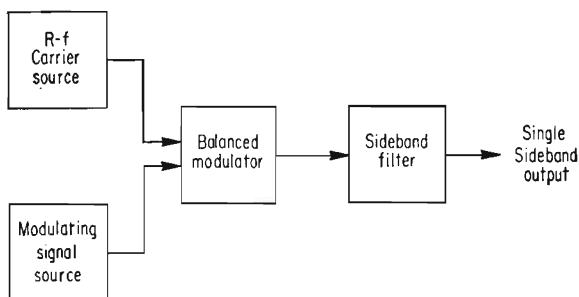 R-f
Carrier
source
Balanced
modulator
Sideband
filter
Single
Sideband
output
Modulating
signal
source